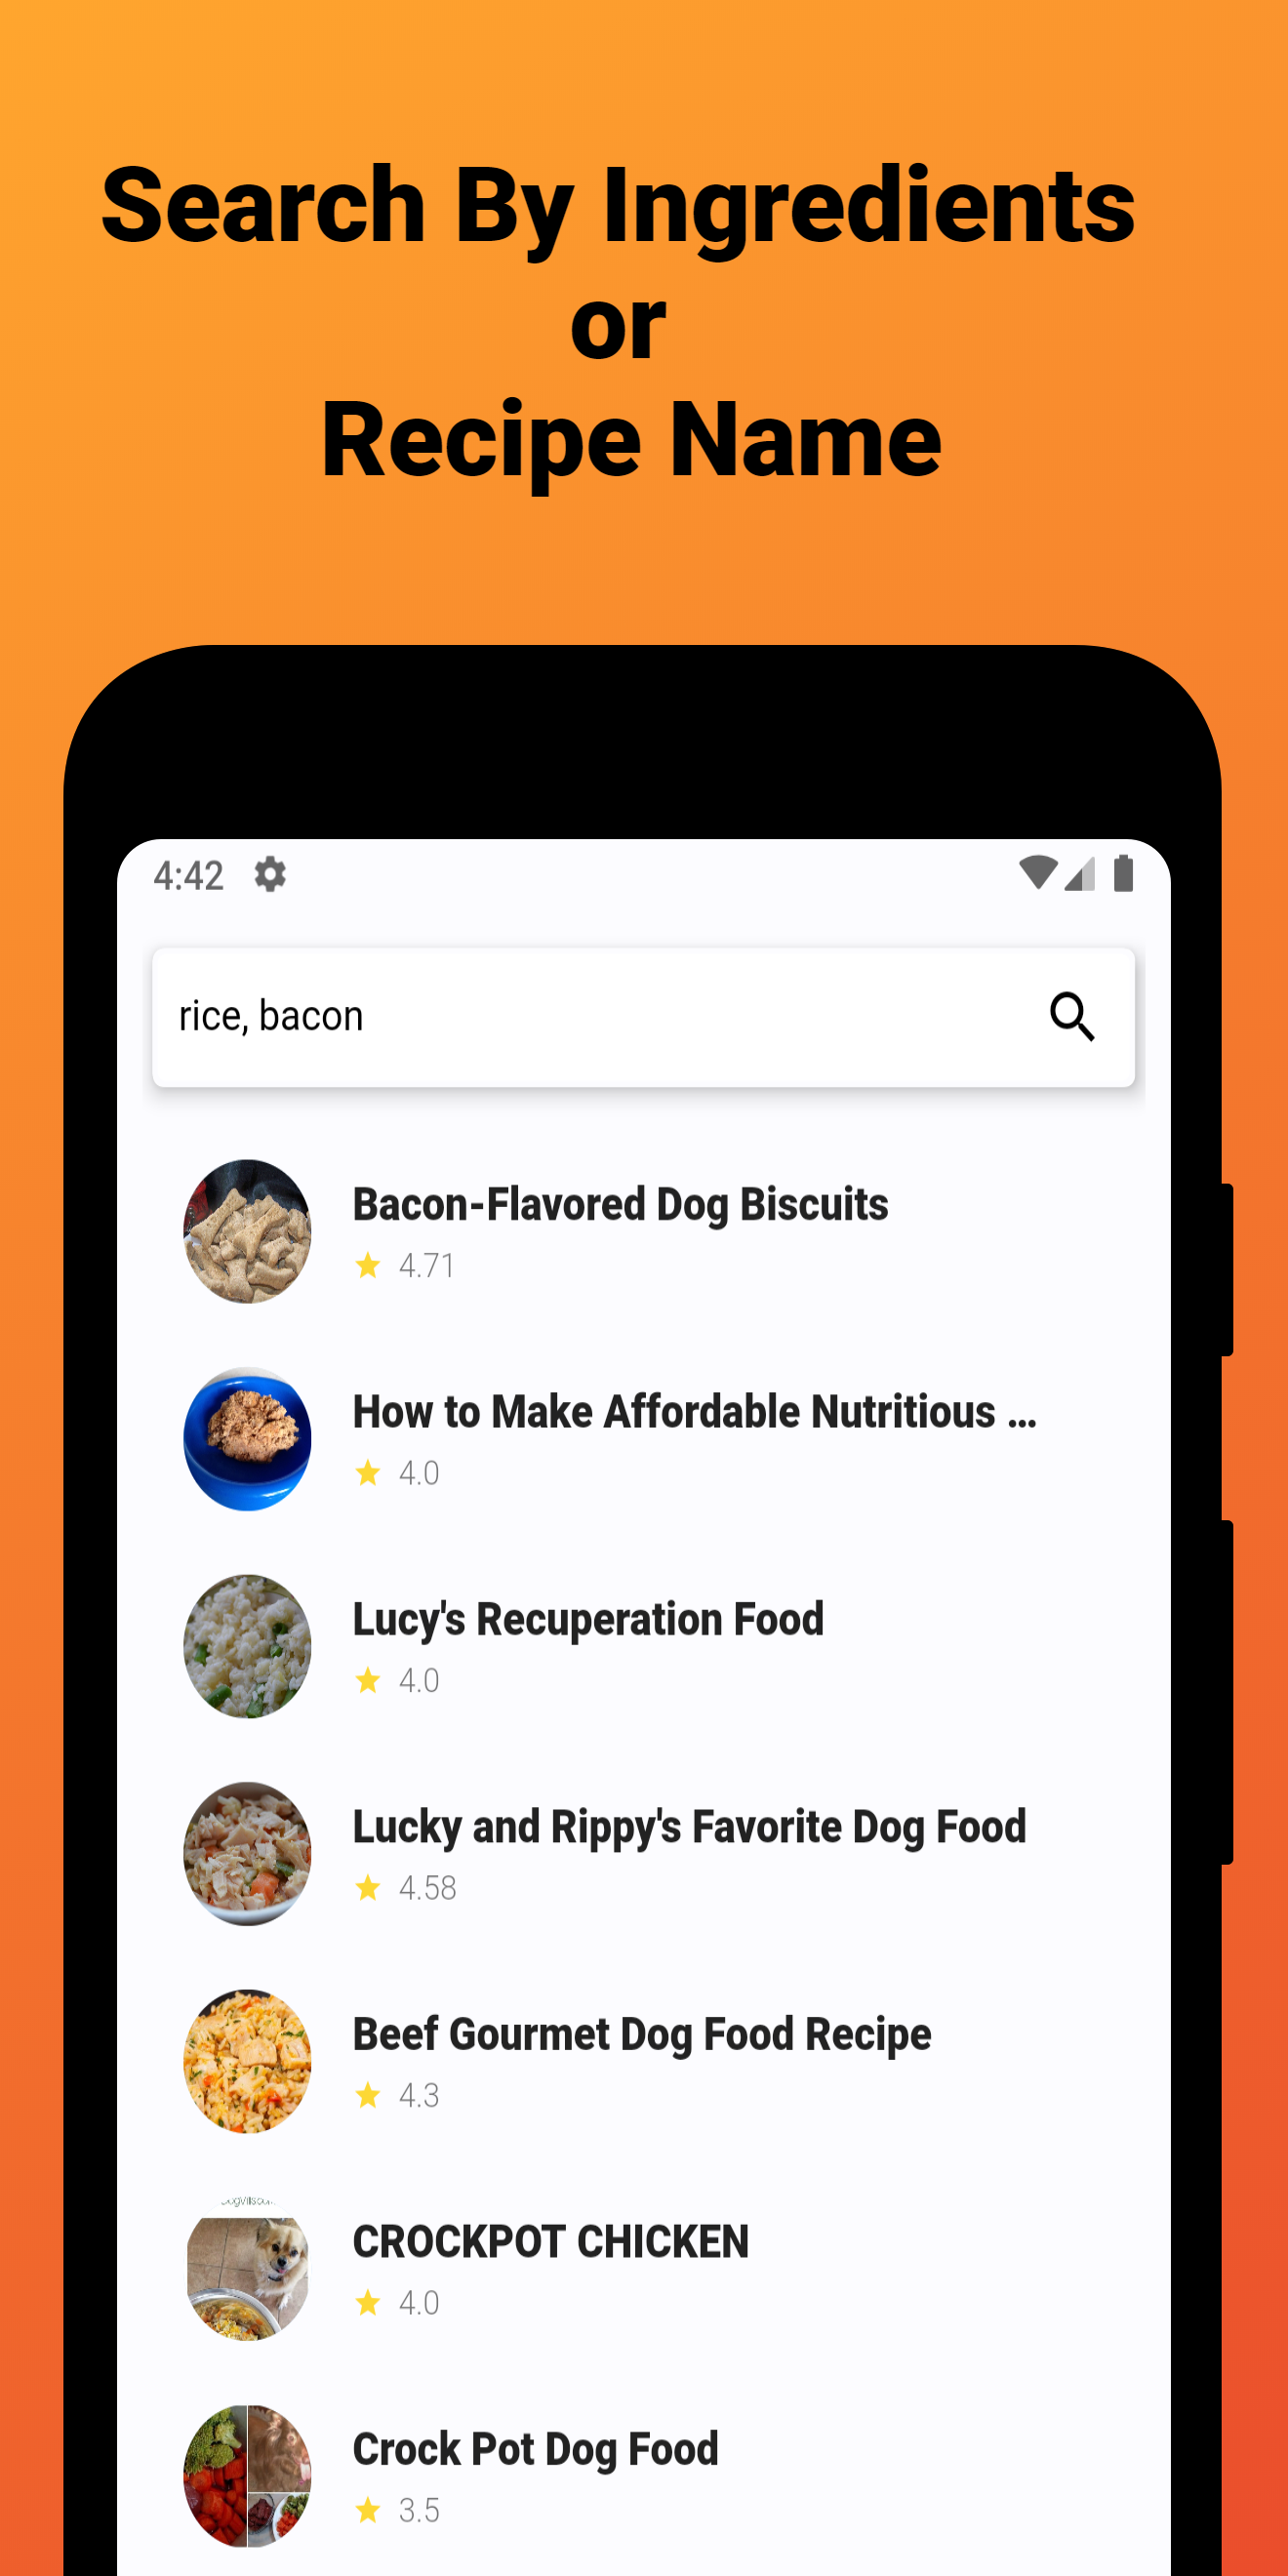 Search By Ingredients
or
Recipe Name
4:42
rice, bacon
Bacon-Flavored Dog Biscuits
4.71
How to Make Affordable Nutritious ...
4.0
Lucy's Recuperation Food
4.0
Lucky and Rippy's Favorite Dog Food
4.58
Beef Gourmet Dog Food Recipe
4.3
CROCKPOT CHICKEN
4.0
Crock Pot Dog Food
3.5